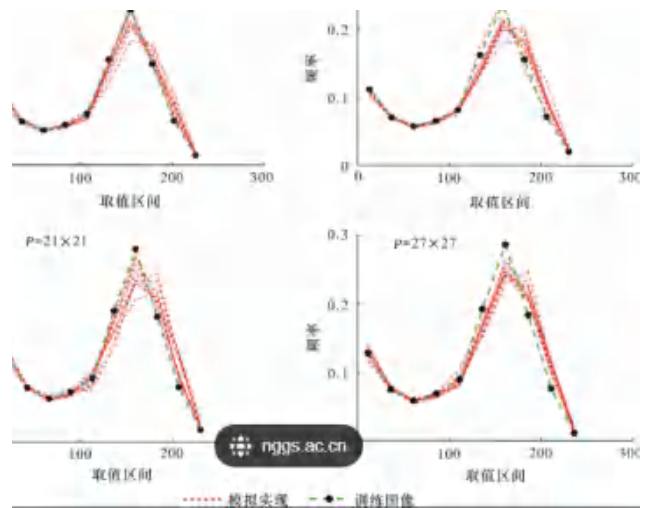 0.2
频率
0.1
0
100 200 300
0 100 200 300
取值区间 取值区间
P=21×21
0.3
P=27×27
0.2
频率
0.1
nggs.ac.cn
100 200
100 200 300
取值区间 取值区间
模拟实现 训练图像